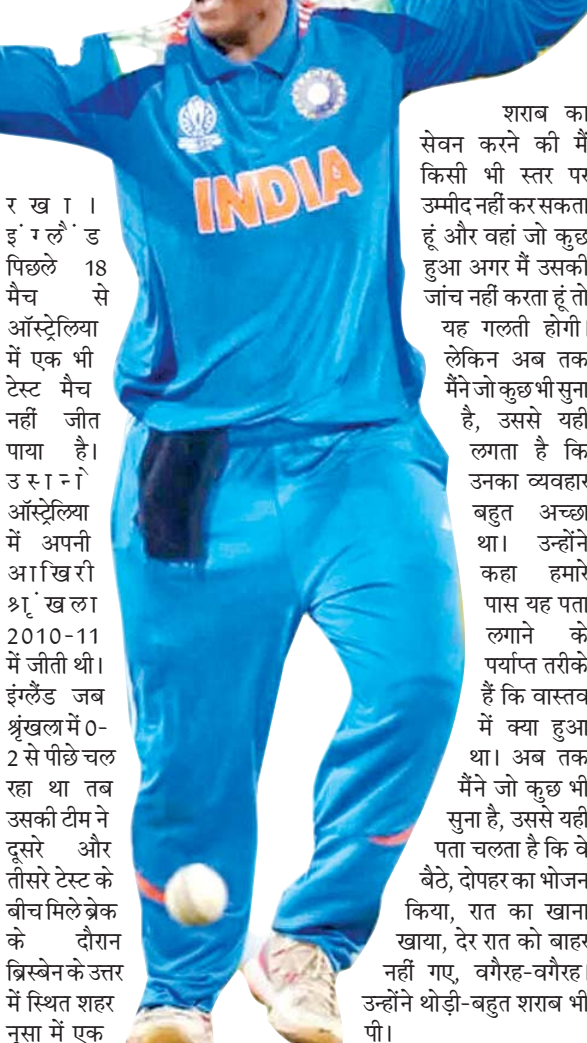 र ख ा ।
इंग्लैंड
पिछले 18
मैच से
ऑस्ट्रेलिया
में एक भी
टेस्ट मैच
नहीं जीत
पाया है।
उसने
ऑस्ट्रेलिया
में अपनी
आखिरी
श्रृंखला
2010-11
में जीती थी।
इंग्लैंड जब
श्रृंखला में 0-
2 से पीछे चल
रहा था तब
उसकी टीम ने
दूसरे और
तीसरे टेस्ट के
बीच मिले ब्रेक
के दौरान
ब्रिस्बेन के उत्तर
में स्थित शहर
नूसा में एक
INDIA
शराब का
सेवन करने की मैं
किसी भी स्तर पर
उम्मीद नहीं कर सकता
हूं और वहां जो कुछ
हुआ अगर मैं उसकी
जांच नहीं करता हूं तो
यह गलती होगी।
लेकिन अब तक
मैंने जो कुछ भी सुना
है, उससे यही
लगता है कि
उनका व्यवहार
बहुत अच्छा
था। उन्होंने
कहा हमारे
पास यह पता
लगाने के
पर्याप्त तरीके
हैं कि वास्तव
में क्या हुआ
था। अब तक
मैंने जो कुछ भी
सुना है, उससे यही
पता चलता है कि वे
बैठे, दोपहर का भोजन
किया, रात का खाना
खाया, देर रात को बाहर
नहीं गए, वगैरह-वगैरह।
उन्होंने थोड़ी-बहुत शराब भी
पी।